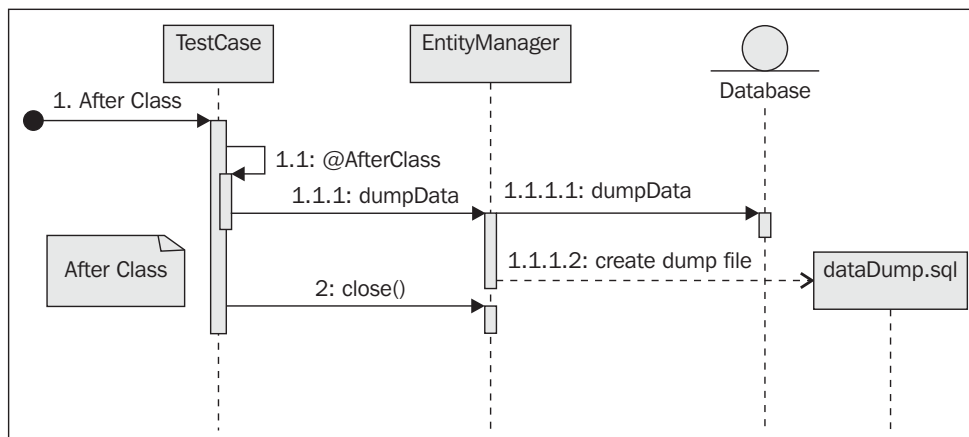 TestCase
EntityManager
Database
1. After Class
1.1: @AfterClass
1.1.1: dumpData
1.1.1.1: dumpData
After Class
1.1.1.2: create dump file
dataDump.sql
2: close()